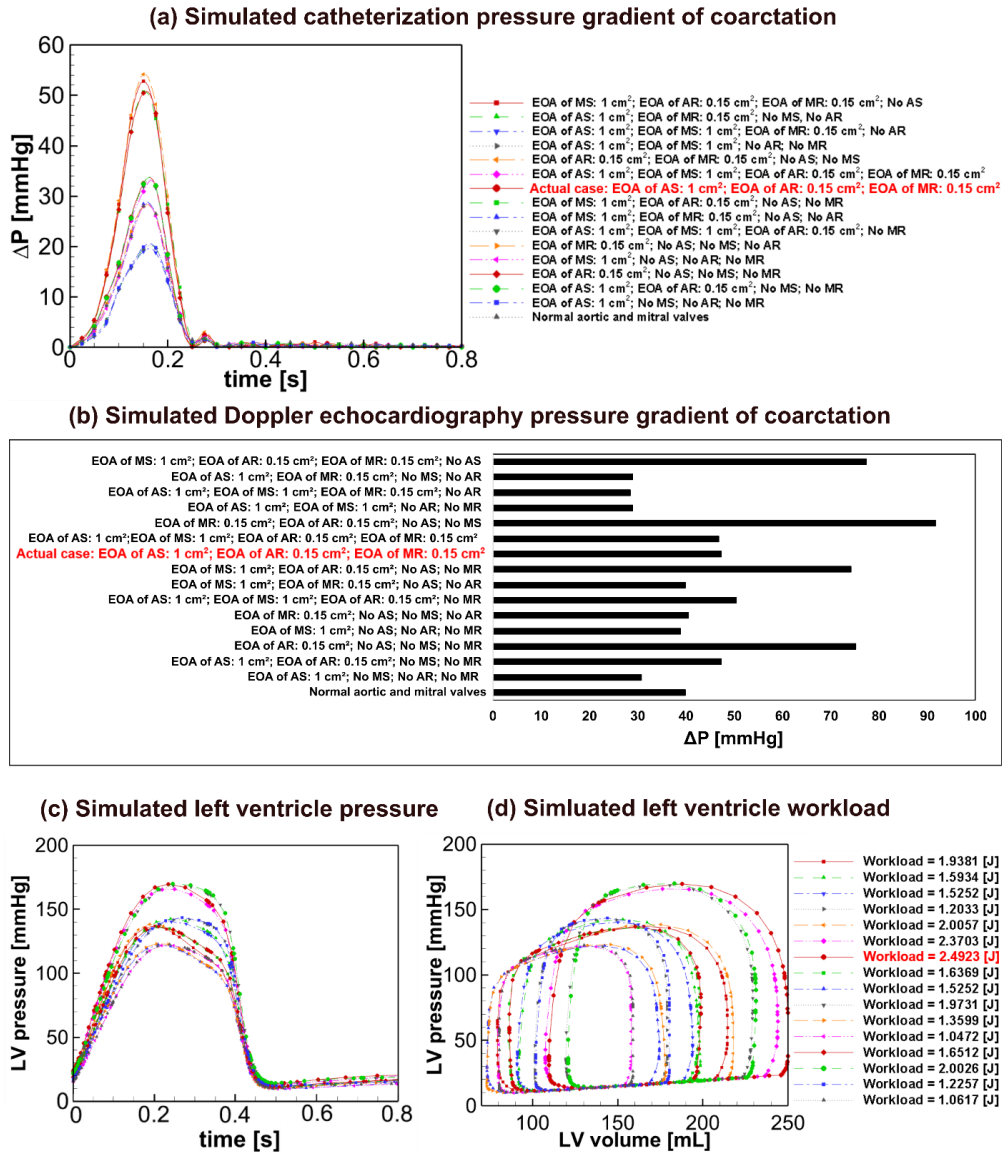 (a) Simulated catheterization pressure gradient of coarctation
60
50
40
30
20
10
0
ΔP [mmHg]
0 0.2 0.4 0.6 0.8
time [s]
EOA of MS: 1 cm²; EOA of AR: 0.15 cm²; EOA of MR: 0.15 cm²; No AS
EOA of AS: 1 cm²; EOA of MR: 0.15 cm²; No MS, No AR
EOA of AS: 1 cm²; EOA of MS: 1 cm²; EOA of MR: 0.15 cm²; No AR
EOA of AS: 1 cm²; EOA of MS: 1 cm²; No AR; No MR
EOA of AR: 0.15 cm²; EOA of MR: 0.15 cm²; No AS; No MS
EOA of AS: 1 cm²; EOA of MS: 1 cm²; EOA of AR: 0.15 cm²; EOA of MR: 0.15 cm²
Actual case: EOA of AS: 1 cm²; EOA of AR: 0.15 cm²; EOA of MR: 0.15 cm²
EOA of MS: 1 cm²; EOA of AR: 0.15 cm²; No AS; No MR
EOA of MS: 1 cm²; EOA of MR: 0.15 cm²; No AS; No AR
EOA of AS: 1 cm²; EOA of MS: 1 cm²; EOA of AR: 0.15 cm²; No MR
EOA of MR: 0.15 cm²; No AS; No MS; No AR
EOA of MS: 1 cm²; No AS; No AR; No MR
EOA of AR: 0.15 cm²; No AS; No MS; No MR
EOA of AS: 1 cm²; EOA of AR: 0.15 cm²; No MS; No MR
EOA of AS: 1 cm²; No MS; No AR; No MR
Normal aortic and mitral valves
(b) Simulated Doppler echocardiography pressure gradient of coarctation
EOA of MS: 1 cm²; EOA of AR: 0.15 cm²; EOA of MR: 0.15 cm²; No AS
EOA of AS: 1 cm²; EOA of MR: 0.15 cm²; No MS; No AR
EOA of AS: 1 cm²; EOA of MS: 1 cm²; EOA of MR: 0.15 cm²; No AR
EOA of AS: 1 cm²; EOA of MS: 1 cm²; No AR; No MR
EOA of MR: 0.15 cm²; EOA of AR: 0.15 cm²; No AS; No MS
EOA of AS: 1 cm²;EOA of MS: 1 cm²; EOA of AR: 0.15 cm²; EOA of MR: 0.15 cm²
Actual case: EOA of AS: 1 cm²; EOA of AR: 0.15 cm²; EOA of MR: 0.15 cm²
EOA of MS: 1 cm²; EOA of AR: 0.15 cm²; No AS; No MR
EOA of MS: 1 cm²; EOA of MR: 0.15 cm²; No AS; No AR
EOA of AS: 1 cm²; EOA of MS: 1 cm²; EOA of AR: 0.15 cm²; No MR
EOA of MR: 0.15 cm²; No AS; No MS; No AR
EOA of MS: 1 cm²; No AS; No AR; No MR
EOA of AR: 0.15 cm²; No AS; No MS; No MR
EOA of AS: 1 cm²; EOA of AR: 0.15 cm²; No MS; No MR
EOA of AS: 1 cm²; No MS; No AR; No MR
Normal aortic and mitral valves
0 10 20 30 40 50 60 70 80 90 100
ΔP [mmHg]
(c) Simulated left ventricle pressure
200
150
100
50
0
LV pressure [mmHg]
0 0.2 0.4 0.6 0.8
time [s]
(d) Simluated left ventricle workload
200
150
100
50
0
LV pressure [mmHg]
100 150 200 250
LV volume [mL]
Workload = 1.9381 [J]
Workload = 1.5934 [J]
Workload = 1.5252 [J]
Workload = 1.2033 [J]
Workload = 2.0057 [J]
Workload = 2.3703 [J]
Workload = 2.4923 [J]
Workload = 1.6369 [J]
Workload = 1.5252 [J]
Workload = 1.9731 [J]
Workload = 1.3599 [J]
Workload = 1.0472 [J]
Workload = 1.6512 [J]
Workload = 2.0026 [J]
Workload = 1.2257 [J]
Workload = 1.0617 [J]